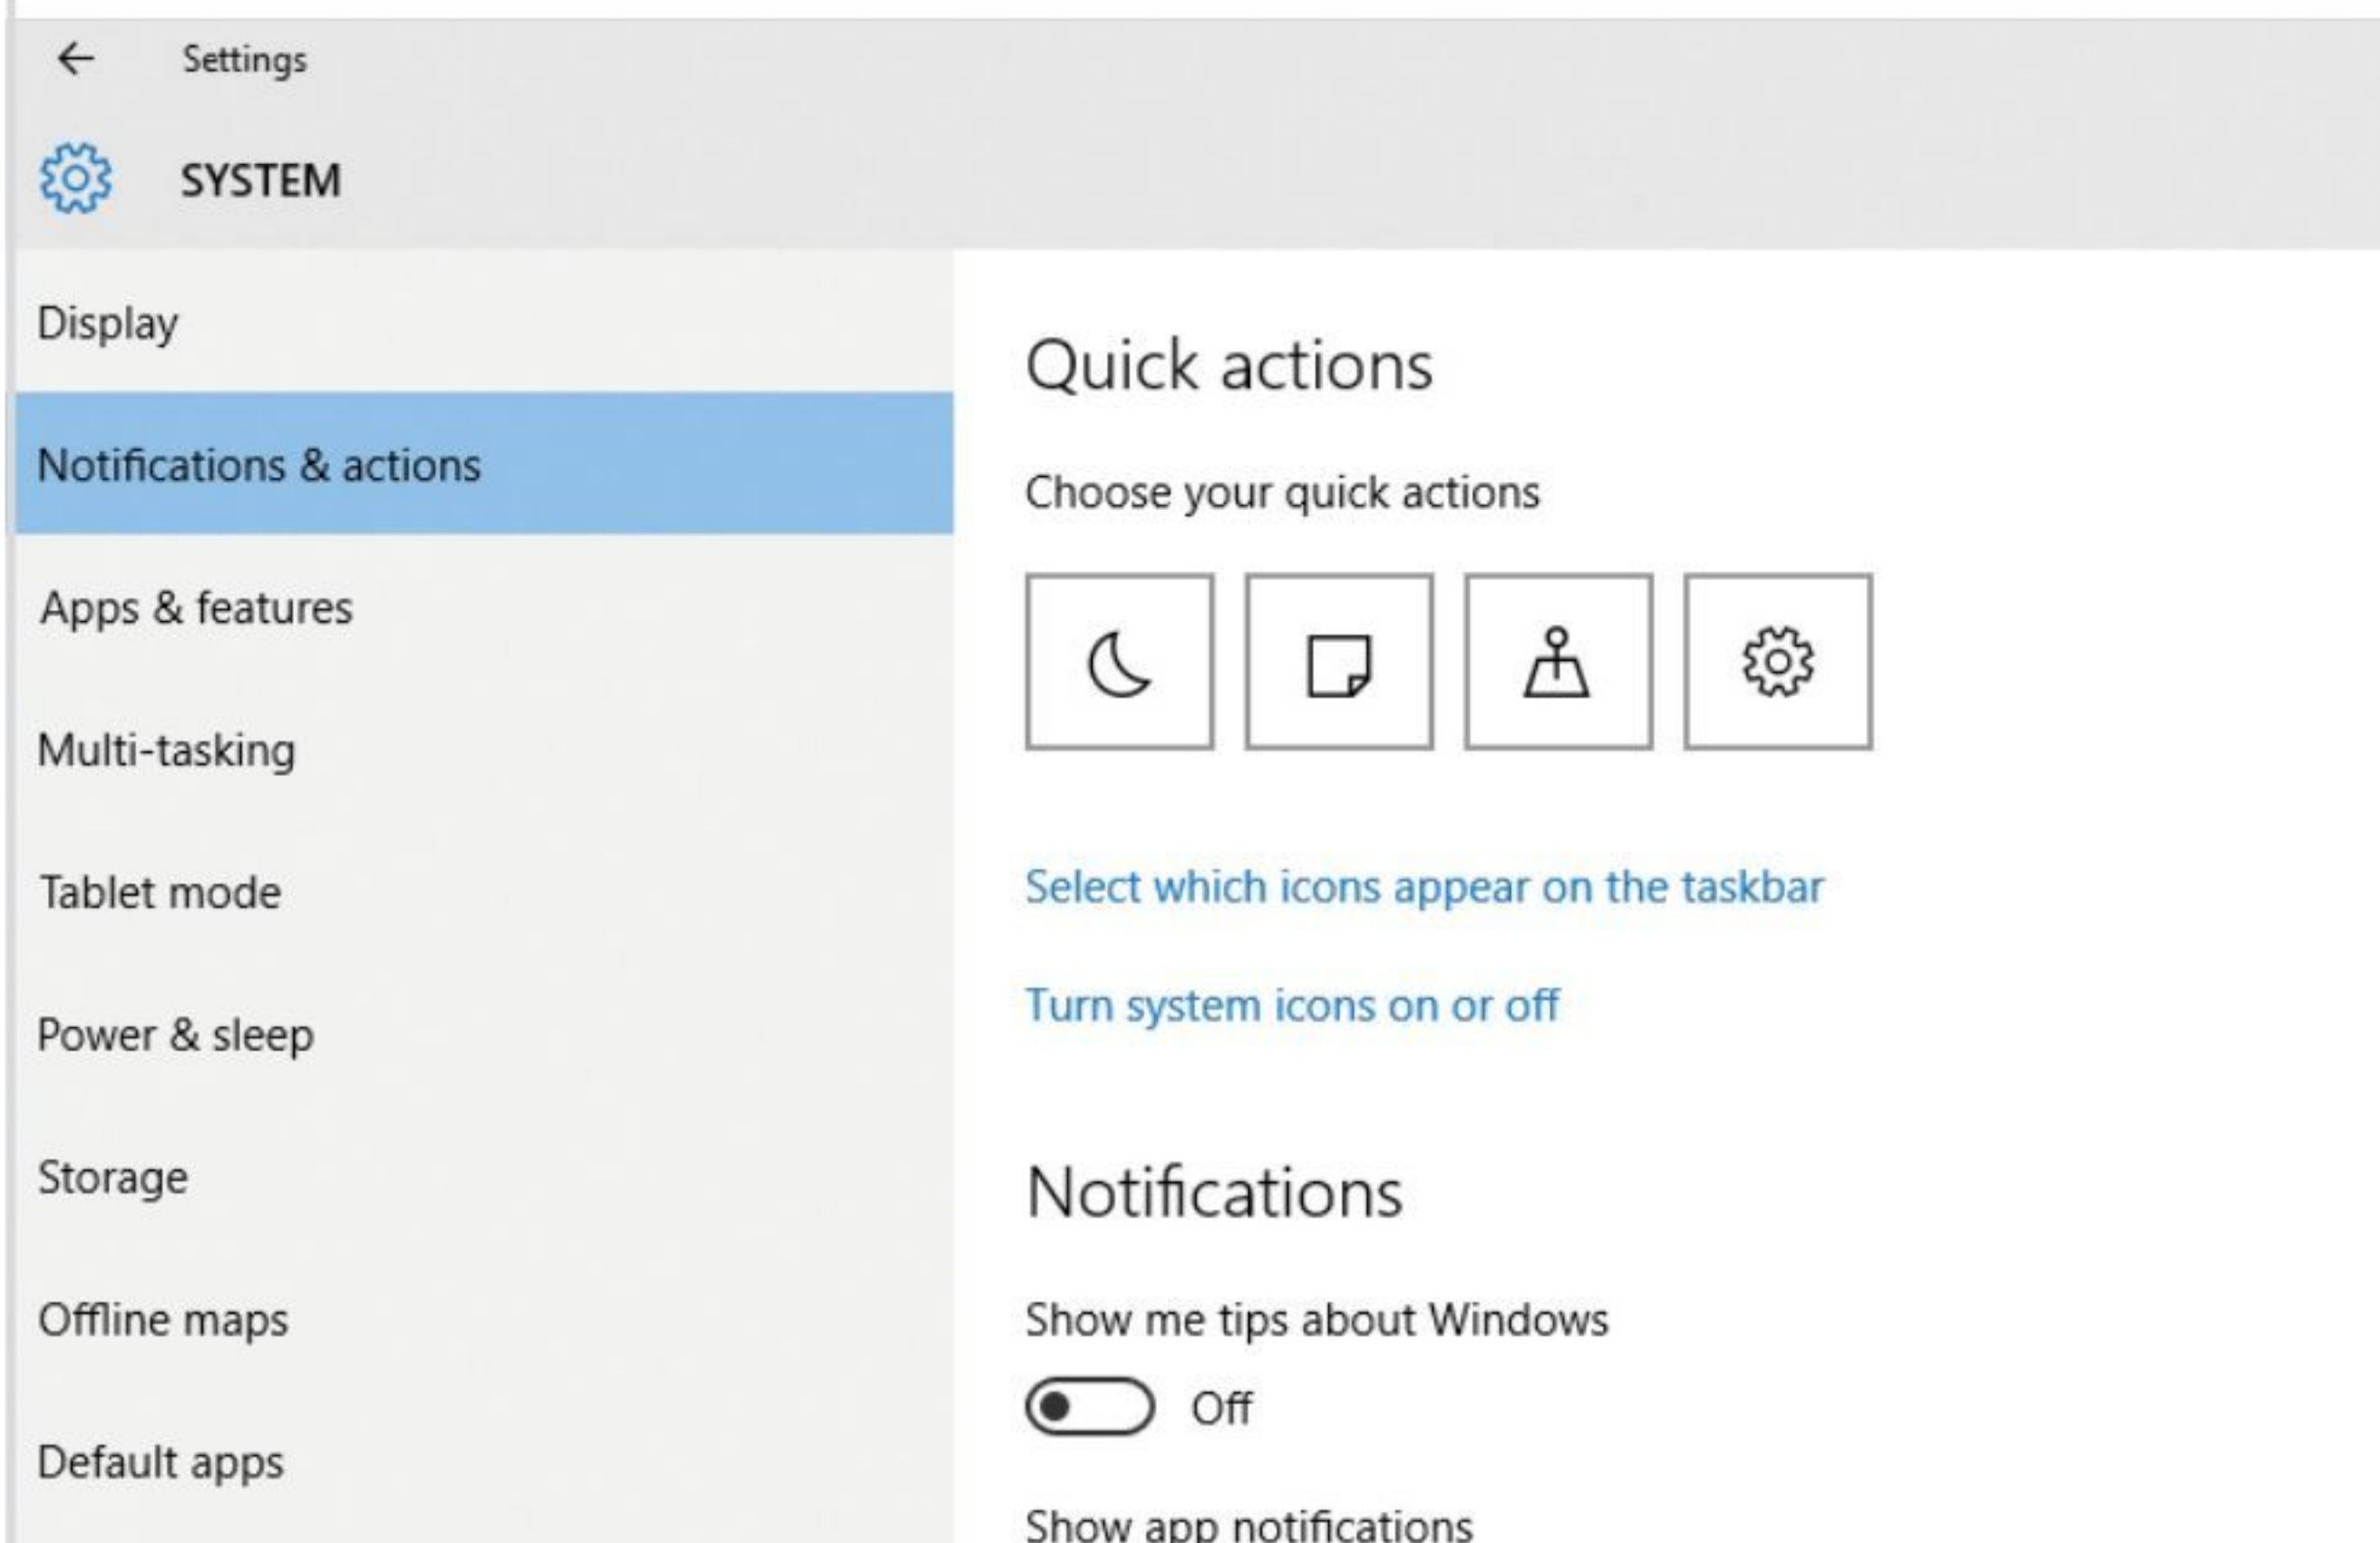 Settings
SYSTEM
Display
Notifications & actions
Apps & features
Multi-tasking
Tablet mode
Power & sleep
Storage
Offline maps
Default apps
Quick actions
Choose your quick actions
Select which icons appear on the taskbar
Turn system icons on or off
Notifications
Show me tips about Windows
Off
Show app notifications